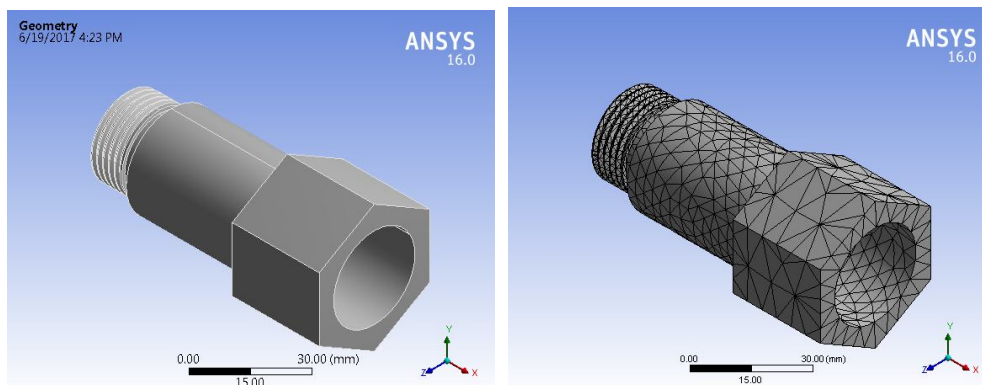 Geometry
6/19/2017 4:23 PM
ANSYS
16.0
0.00 30.00 (mm)
15.00
Y
Z X
ANSYS
16.0
0.00 30.00 (mm)
15.00
Y
Z X